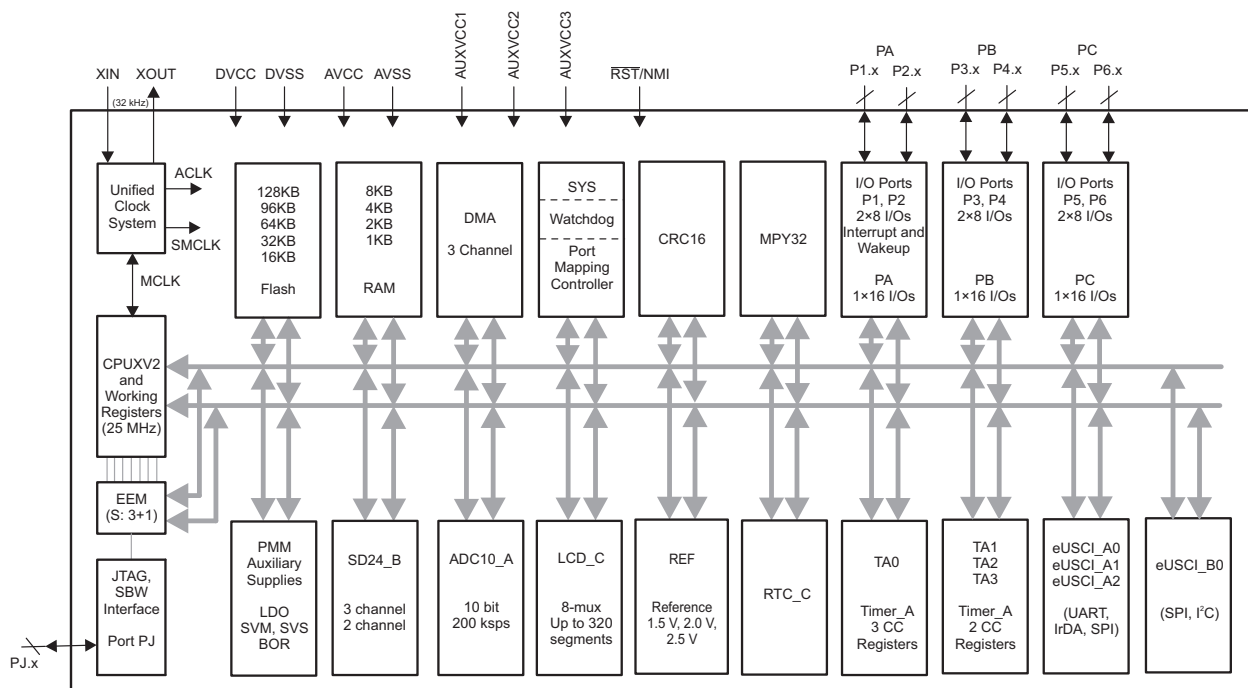 AUXVCC1
AUXVCC2
AUXVCC3
PA
PB
PC
XIN
XOUT
DVCC
DVSS
AVCC
AVSS
RST/NMI
P1.x
P2.x
P3.x
P4.x
P5.x
P6.x
(32 kHz)
Unified
Clock
System
ACLK
SMCLK
MCLK
128KB
96KB
64KB
32KB
16KB
Flash
8KB
4KB
2KB
1KB
RAM
DMA
3 Channel
SYS
Watchdog
Port
Mapping
Controller
CRC16
MPY32
I/O Ports
P1, P2
2×8 I/Os
Interrupt and
Wakeup
PA
1×16 I/Os
I/O Ports
P3, P4
2×8 I/Os
PB
1×16 I/Os
I/O Ports
P5, P6
2×8 I/Os
PC
1×16 I/Os
CPUXV2
and
Working
Registers
(25 MHz)
EEM
(S: 3+1)
JTAG,
SBW
Interface
Port PJ
PJ.x
PMM
Auxiliary
Supplies
LDO
SVM, SVS
BOR
SD24_B
3 channel
2 channel
ADC10_A
10 bit
200 ksps
LCD_C
8-mux
Up to 320
segments
REF
Reference
1.5 V, 2.0 V,
2.5 V
RTC_C
TA0
Timer_A
3 CC
Registers
TA1
TA2
TA3
Timer_A
2 CC
Registers
eUSCI_A0
eUSCI_A1
eUSCI_A2
(UART,
IrDA, SPI)
eUSCI_B0
(SPI, I²C)